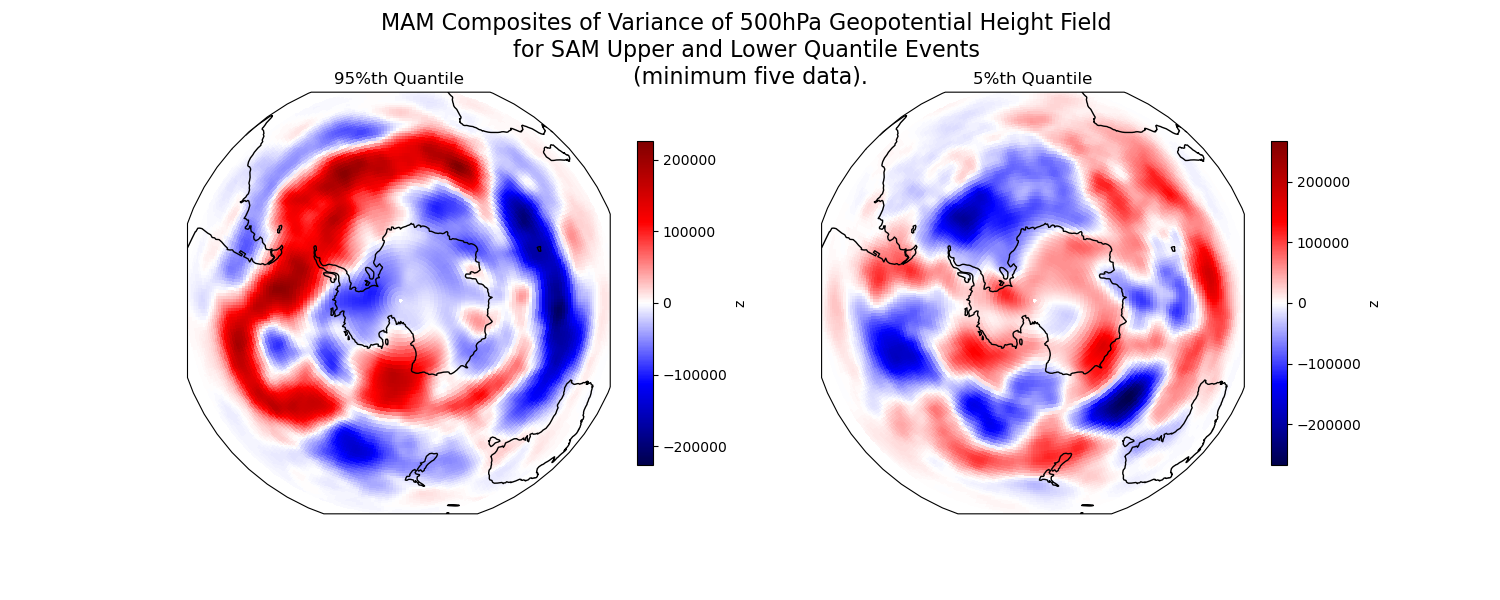 MAM Composites of Variance of 500hPa Geopotential Height Field
for SAM Upper and Lower Quantile Events
(minimum five data).
95%th Quantile
5%th Quantile
200000
100000
0
−100000
−200000
z
200000
100000
0
−100000
−200000
z